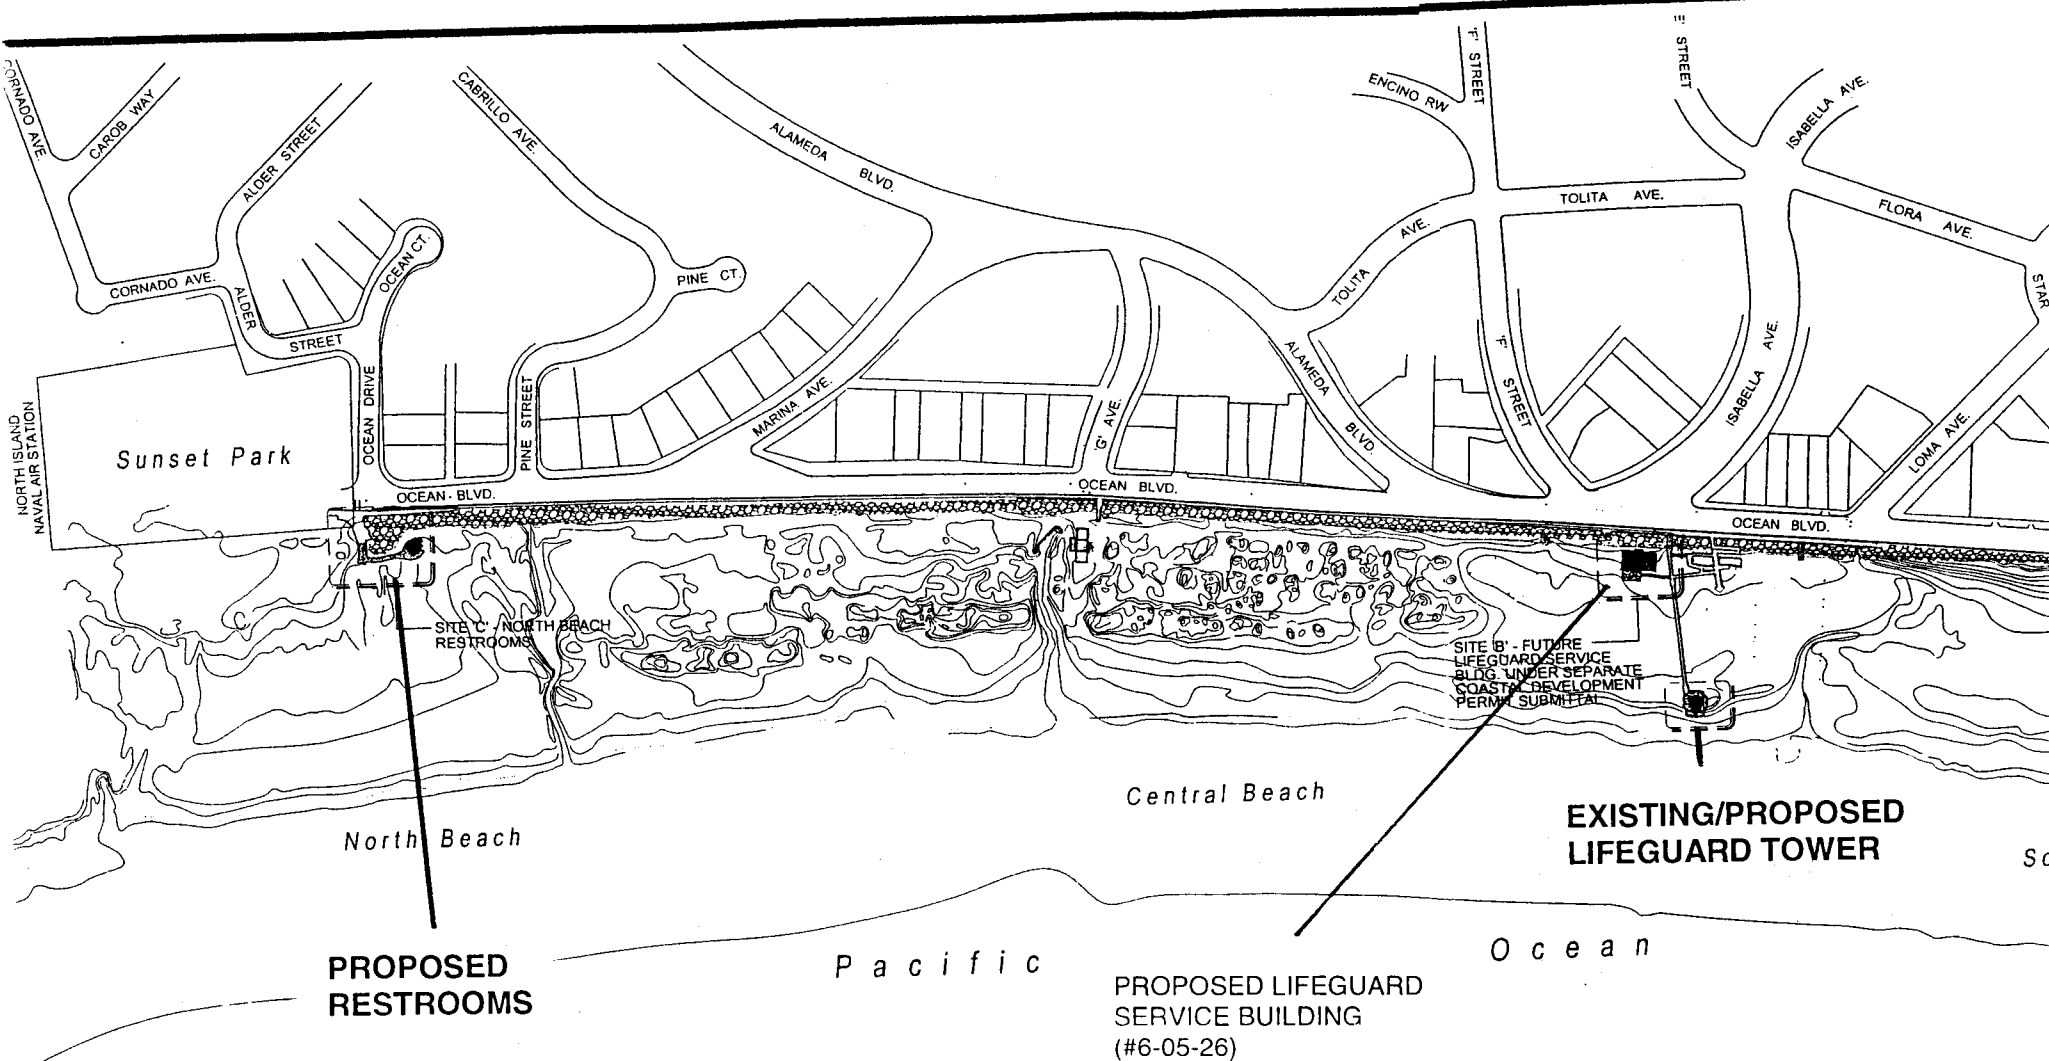 CORNADO AVE.
CAROB WAY
ALDER STREET
CABRILLO AVE.
ALAMEDA
BLVD.
ENCINO RW
'F' STREET
'E' STREET
ISABELLA AVE.
TOLITA AVE.
FLORA AVE.
TOLITA
AVE.
CORNADO AVE.
ALDER
STREET
OCEAN CT.
PINE CT.
STAR
OCEAN DRIVE
PINE STREET
MARINA AVE.
'G' AVE.
ALAMEDA
BLVD.
'F' STREET
ISABELLA AVE.
LOMA AVE.
NORTH ISLAND
NAVAL AIR STATION
Sunset Park
OCEAN BLVD.
OCEAN BLVD.
OCEAN BLVD.
SITE 'C' - NORTH BEACH
RESTROOMS
SITE 'B' - FUTURE
LIFEGUARD SERVICE
BLDG. UNDER SEPARATE
COASTAL DEVELOPMENT
PERMIT SUBMITTAL
North Beach
Central Beach
EXISTING/PROPOSED
LIFEGUARD TOWER
So
Pacific
Ocean
PROPOSED
RESTROOMS
PROPOSED LIFEGUARD
SERVICE BUILDING
(#6-05-26)